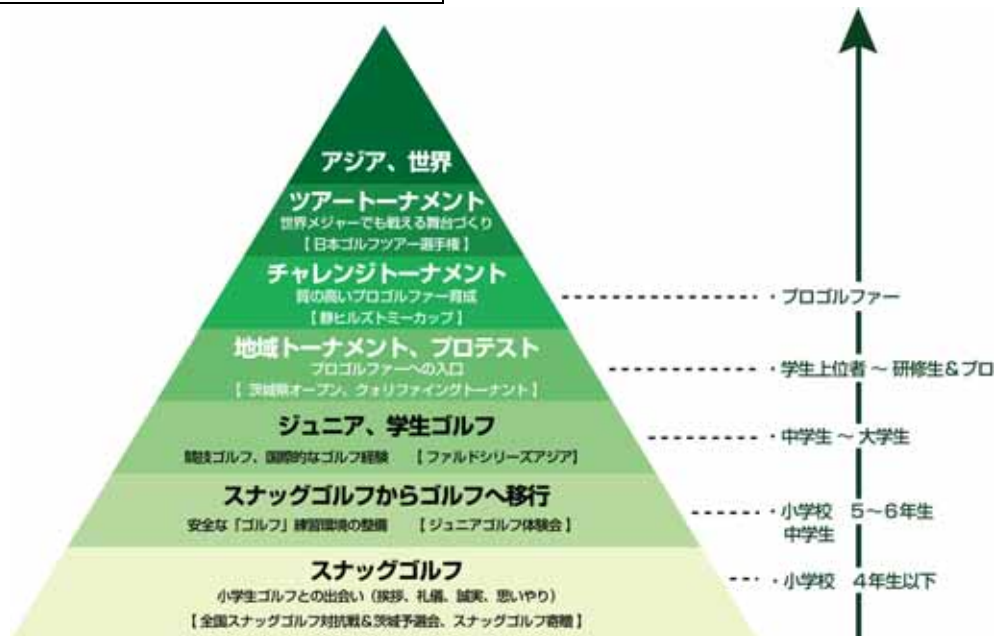 アジア、世界
ツアートーナメント
世界メジャーでも戦える舞台づくり
【日本ゴルフツアー選手権】
チャレンジトーナメント
質の高いプロゴルファー育成
【静ヒルズトミーカップ】
・プロゴルファー
地域トーナメント、プロテスト
プロゴルファーへの入口
【 茨城県オープン、クォリファイングトーナント】
・学生上位者 ~ 研修生&プロ
ジュニア、学生ゴルフ
競技ゴルフ、国際的なゴルフ経験 【ファルドシリーズアジア】
・中学生 ~ 大学生
スナッグゴルフからゴルフへ移行
安全な「ゴルフ」練習環境の整備 【ジュニアゴルフ体験会】
・小学校 5~6年生
中学生
スナッグゴルフ
小学生ゴルフとの出会い(挨拶、礼儀、誠実、思いやり)
【全国スナッグゴルフ対抗戦&茨城予選会、スナッグゴルフ寄贈】
・小学校 4年生以下